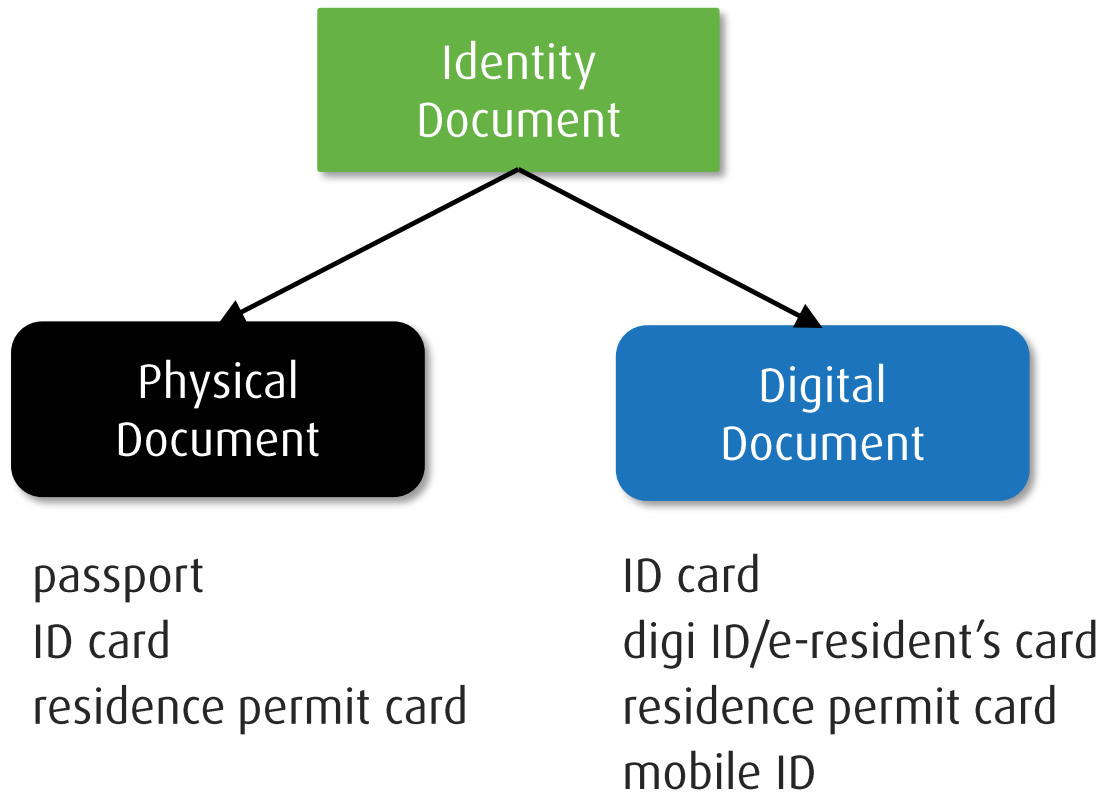 Identity
Document
Physical
Document
Digital
Document
passport
ID card
residence permit card
ID card
digi ID/e-resident’s card
residence permit card
mobile ID